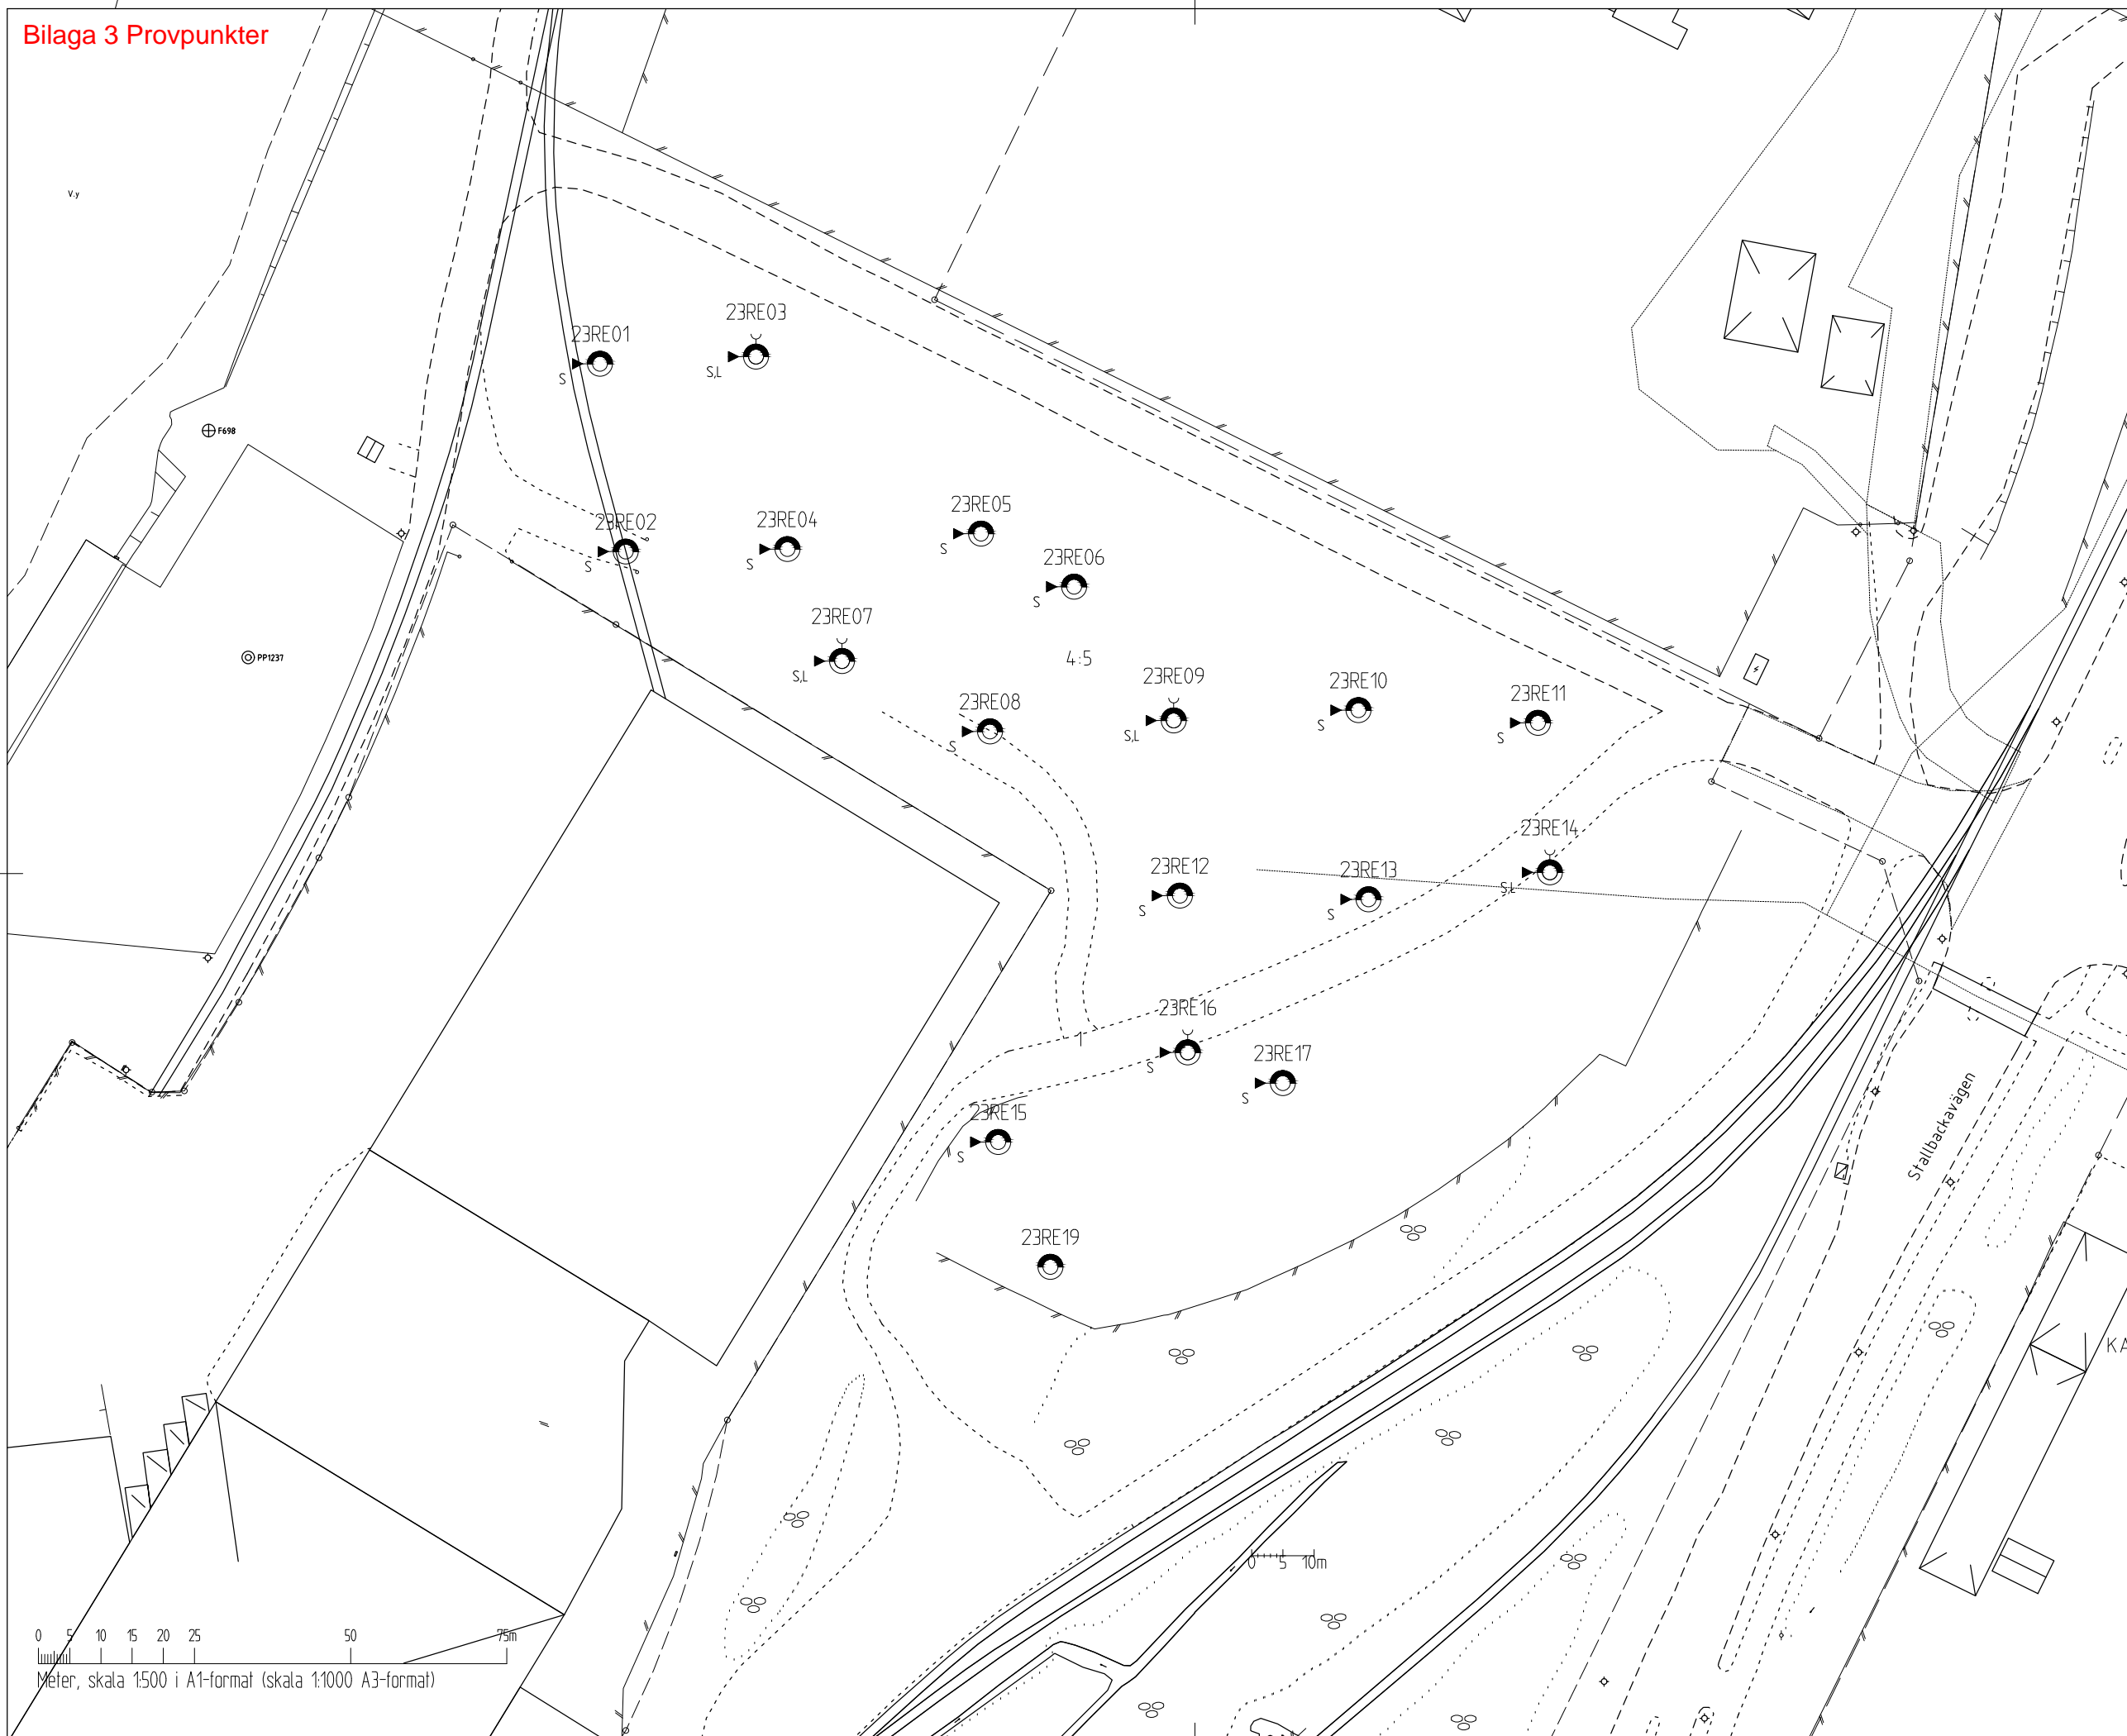 Bilaga 3 Provpunkter
V.y
23RE03
23RE01
S,L
S
F698
23RE05
23RE04
23RE02
S
S
S
23RE06
S
23RE07
4:5
PP1237
S,L
23RE09
23RE10
23RE11
23RE08
S
S,L
S
S
23RE14
23RE12
23RE13
S,L
S
S
23RE16
1
S
23RE17
S
23RE15
S
Stallbackavägen
23RE19
KA
0 5 10m
0 5 10 15 20 25 50 75m
Meter, skala 1:500 i A1-format (skala 1:1000 A3-format)